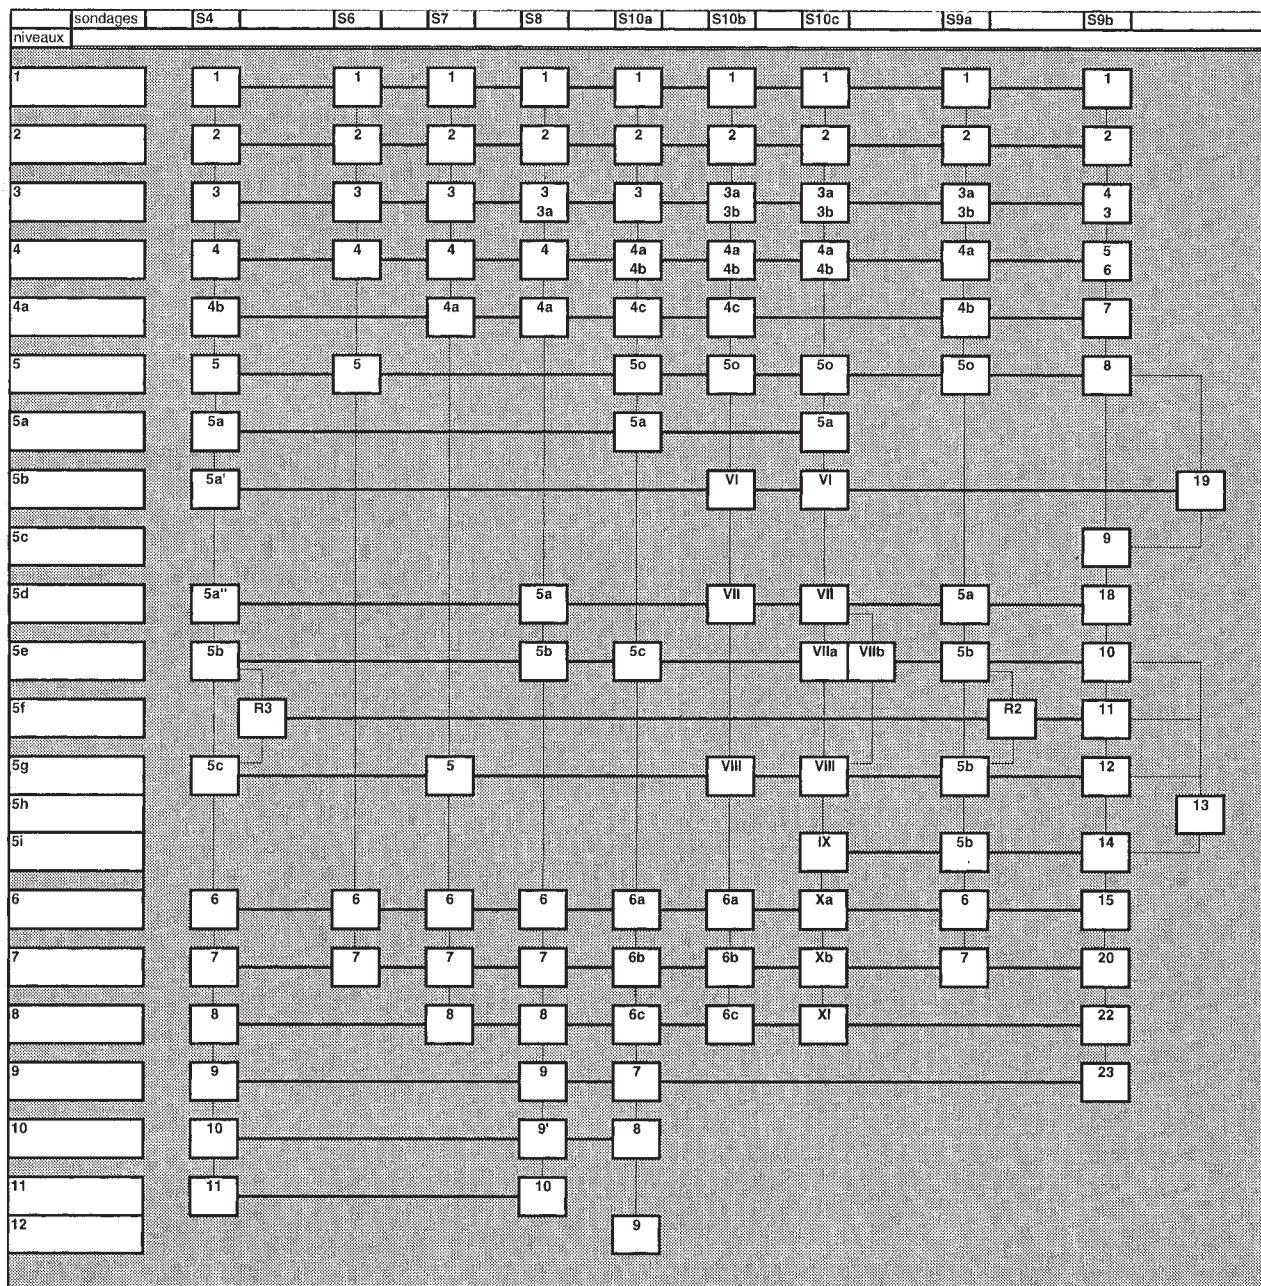 sondages S4 S6 S7 S8 S10a S10b S10c S9a S9b
niveaux
1 1 1 1 1 1 1 1 1 1
2 2 2 2 2 2 2 2 2 2
3 3 3 3 3 3 3a 3a 3a 4
3a 3b 3b 3b 3
4 4 4 4 4 4a 4a 4a 4a 5
4b 4b 4b 6
4a 4b 4a 4a 4c 4c 4b 7
5 5 5 5o 5o 5o 5o 8
5a 5a 5a 5a
5b 5a' VI VI 19
5c 9
5d 5a" 5a VII VII 5a 18
5e 5b 5b 5c VIIa VIIb 5b 10
5f R3 R2 11
5g 5c 5 VIII VIII 5b 12
5h 13
5i IX 5b 14
6 6 6 6 6 6a 6a Xa 6 15
7 7 7 7 7 6b 6b Xb 7 20
8 8 8 8 6c 6c XI 22
9 9 9 7 23
10 10 9' 8
11 11 10
12 9